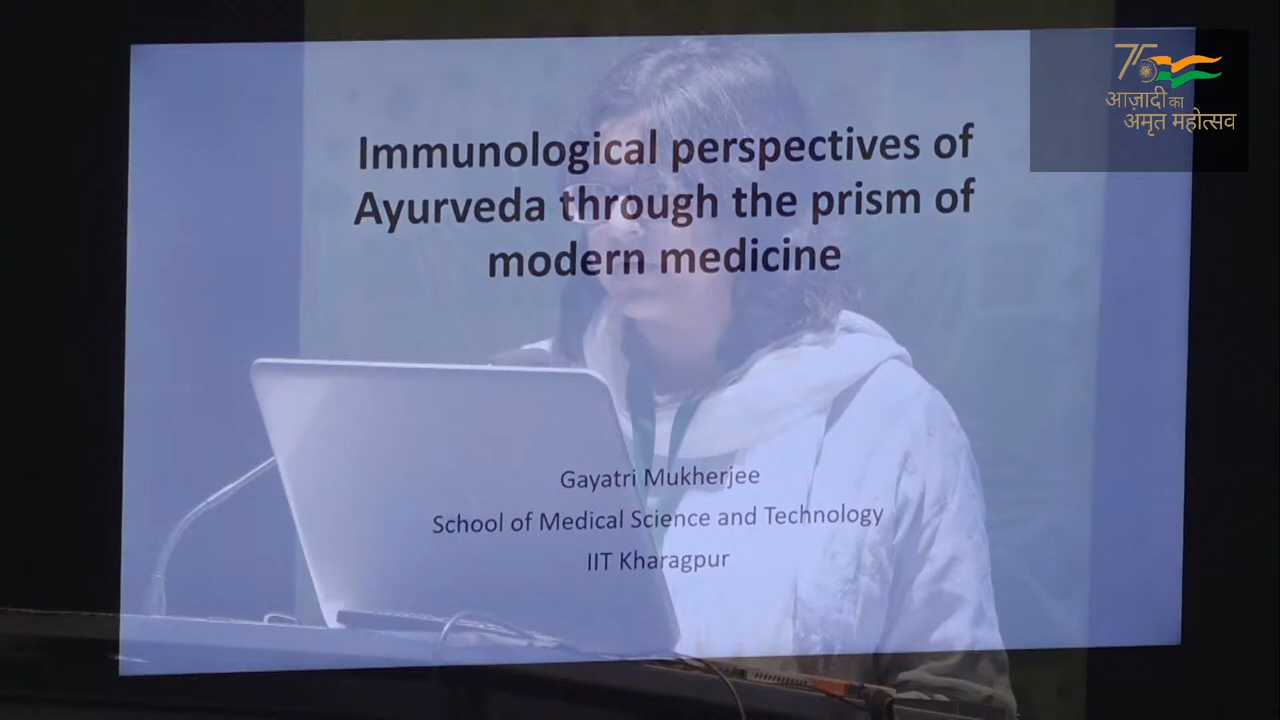 Immunological perspectives of
Ayurveda through the prism of
modern medicine
Gayatri Mukherjee
School of Medical Science and Technology
IIT Kharagpur
75
आज़ादी का
अमृत महोत्सव